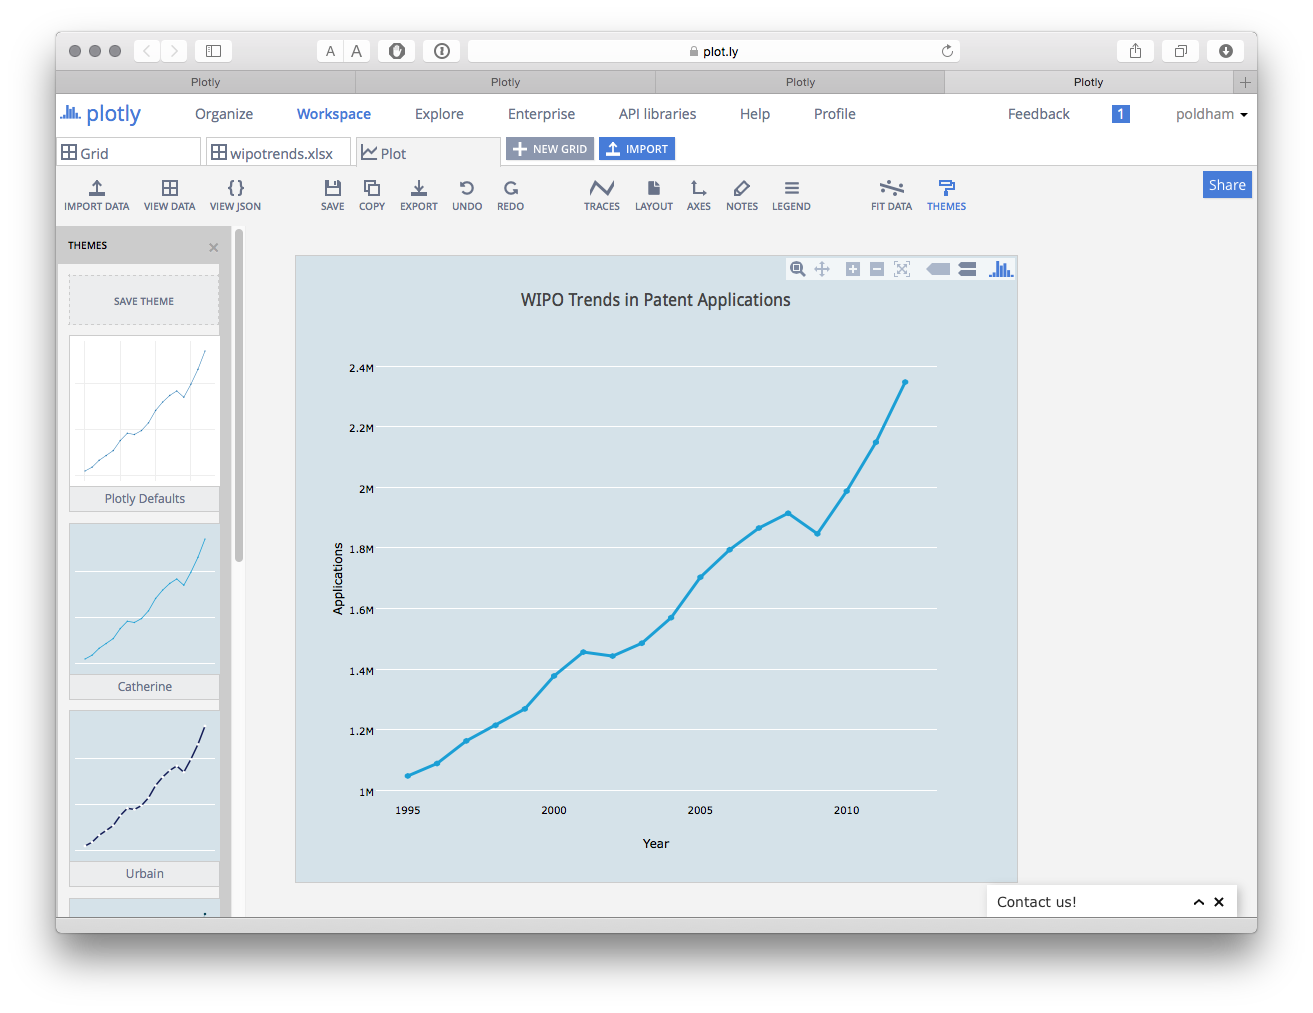 A A plot.ly
Plotly Plotly Plotly Plotly
plotly Organize Workspace Explore Enterprise API libraries Help Profile Feedback 1 poldham
Grid wipotrends.xlsx Plot NEW GRID IMPORT
IMPORT DATA VIEW DATA VIEW JSON SAVE COPY EXPORT UNDO REDO TRACES LAYOUT AXES NOTES LEGEND FIT DATA THEMES Share
THEMES
SAVE THEME
Plotly Defaults
Catherine
Urbain
WIPO Trends in Patent Applications
2.4M
2.2M
2M
1.8M
1.6M
1.4M
1.2M
1M
Applications
1995 2000 2005 2010
Year
Contact us!